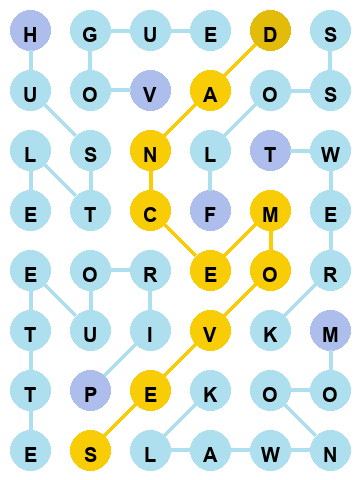 H G U E D S
U O V A O S
L S N L T W
E T C F M E
E O R E O R
T U I V K M
T P E K O O
E S L A W N